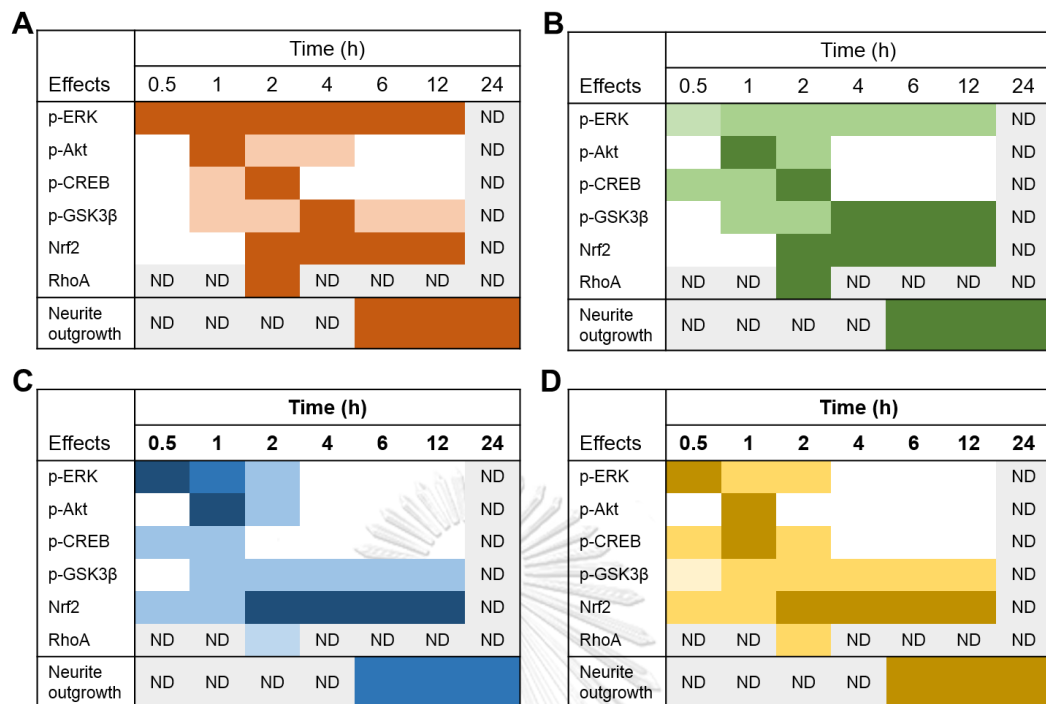 A
Time (h)
Effects 0.5 1 2 4 6 12 24
p-ERK ND
p-Akt ND
p-CREB ND
p-GSK3β ND
Nrf2 ND
RhoA ND ND ND ND ND ND
Neurite
outgrowth ND ND ND ND
B
Time (h)
Effects 0.5 1 2 4 6 12 24
p-ERK ND
p-Akt ND
p-CREB ND
p-GSK3β ND
Nrf2 ND
RhoA ND ND ND ND ND ND
Neurite
outgrowth ND ND ND ND
C
Time (h)
Effects 0.5 1 2 4 6 12 24
p-ERK ND
p-Akt ND
p-CREB ND
p-GSK3β ND
Nrf2 ND
RhoA ND ND ND ND ND ND
Neurite
outgrowth ND ND ND ND
D
Time (h)
Effects 0.5 1 2 4 6 12 24
p-ERK ND
p-Akt ND
p-CREB ND
p-GSK3β ND
Nrf2 ND
RhoA ND ND ND ND ND ND
Neurite
outgrowth ND ND ND ND